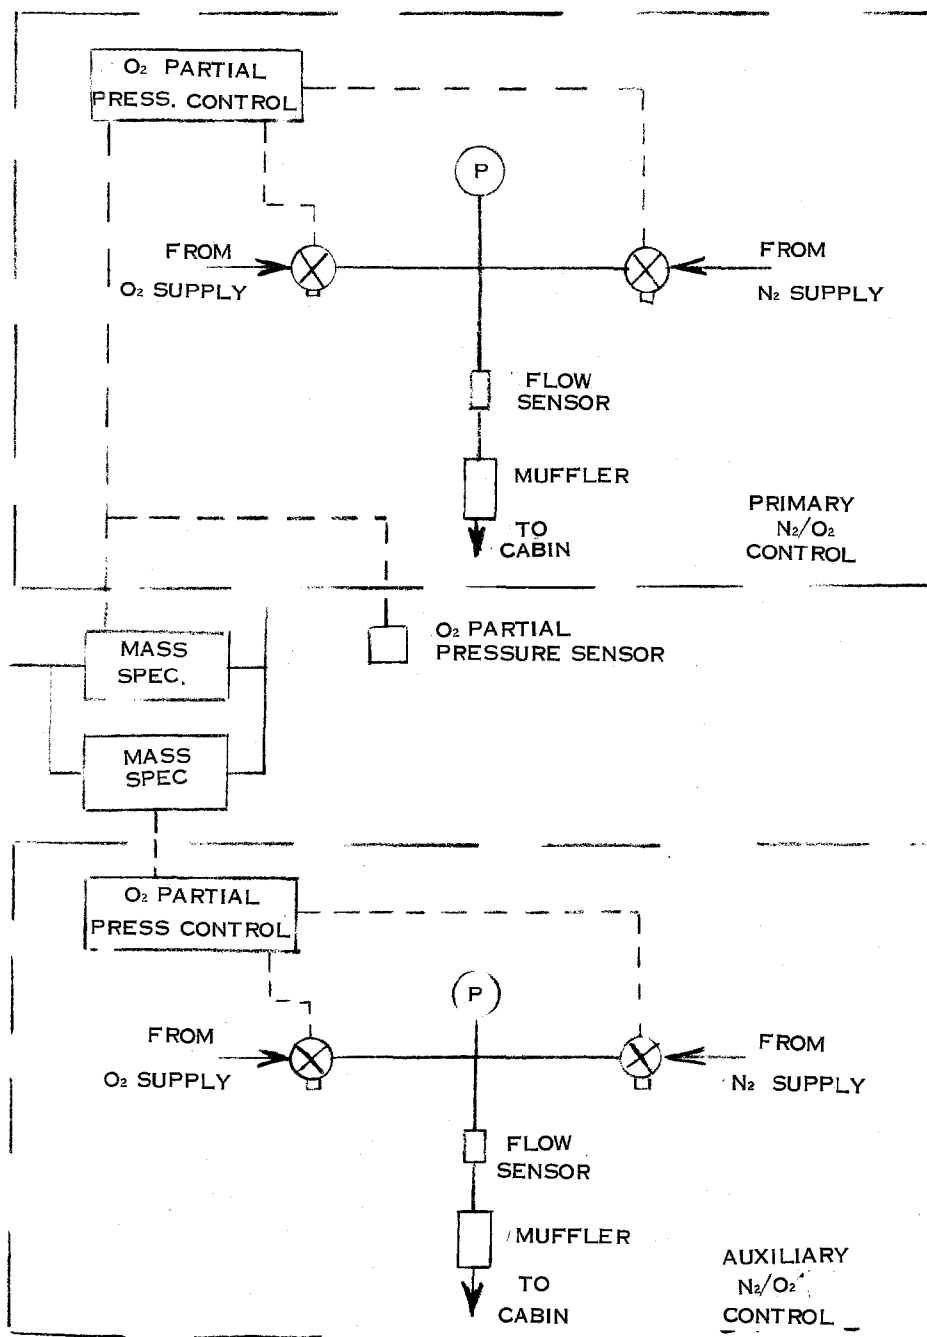 O₂ PARTIAL
PRESS. CONTROL
P
FROM
O₂ SUPPLY
FROM
N₂ SUPPLY
FLOW
SENSOR
MUFFLER
TO
CABIN
PRIMARY
N₂/O₂
CONTROL
O₂ PARTIAL
PRESSURE SENSOR
MASS
SPEC.
MASS
SPEC
O₂ PARTIAL
PRESS CONTROL
P
FROM
O₂ SUPPLY
FROM
N₂ SUPPLY
FLOW
SENSOR
MUFFLER
TO
CABIN
AUXILIARY
N₂/O₂
CONTROL